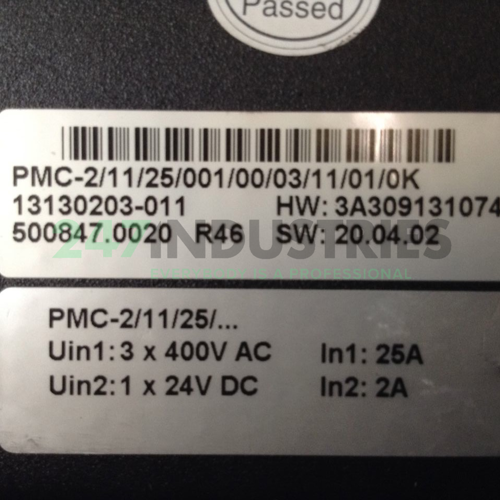 Passed
PMC-2/11/25/001/00/03/11/01/0K
13130203-011 HW: 3A309131074
500847.0020 R46 SW: 20.04.02
247INDUSTRIES
PMC-2/11/25/...
Uin1: 3 x 400V AC In1: 25A
Uin2: 1 x 24V DC In2: 2A